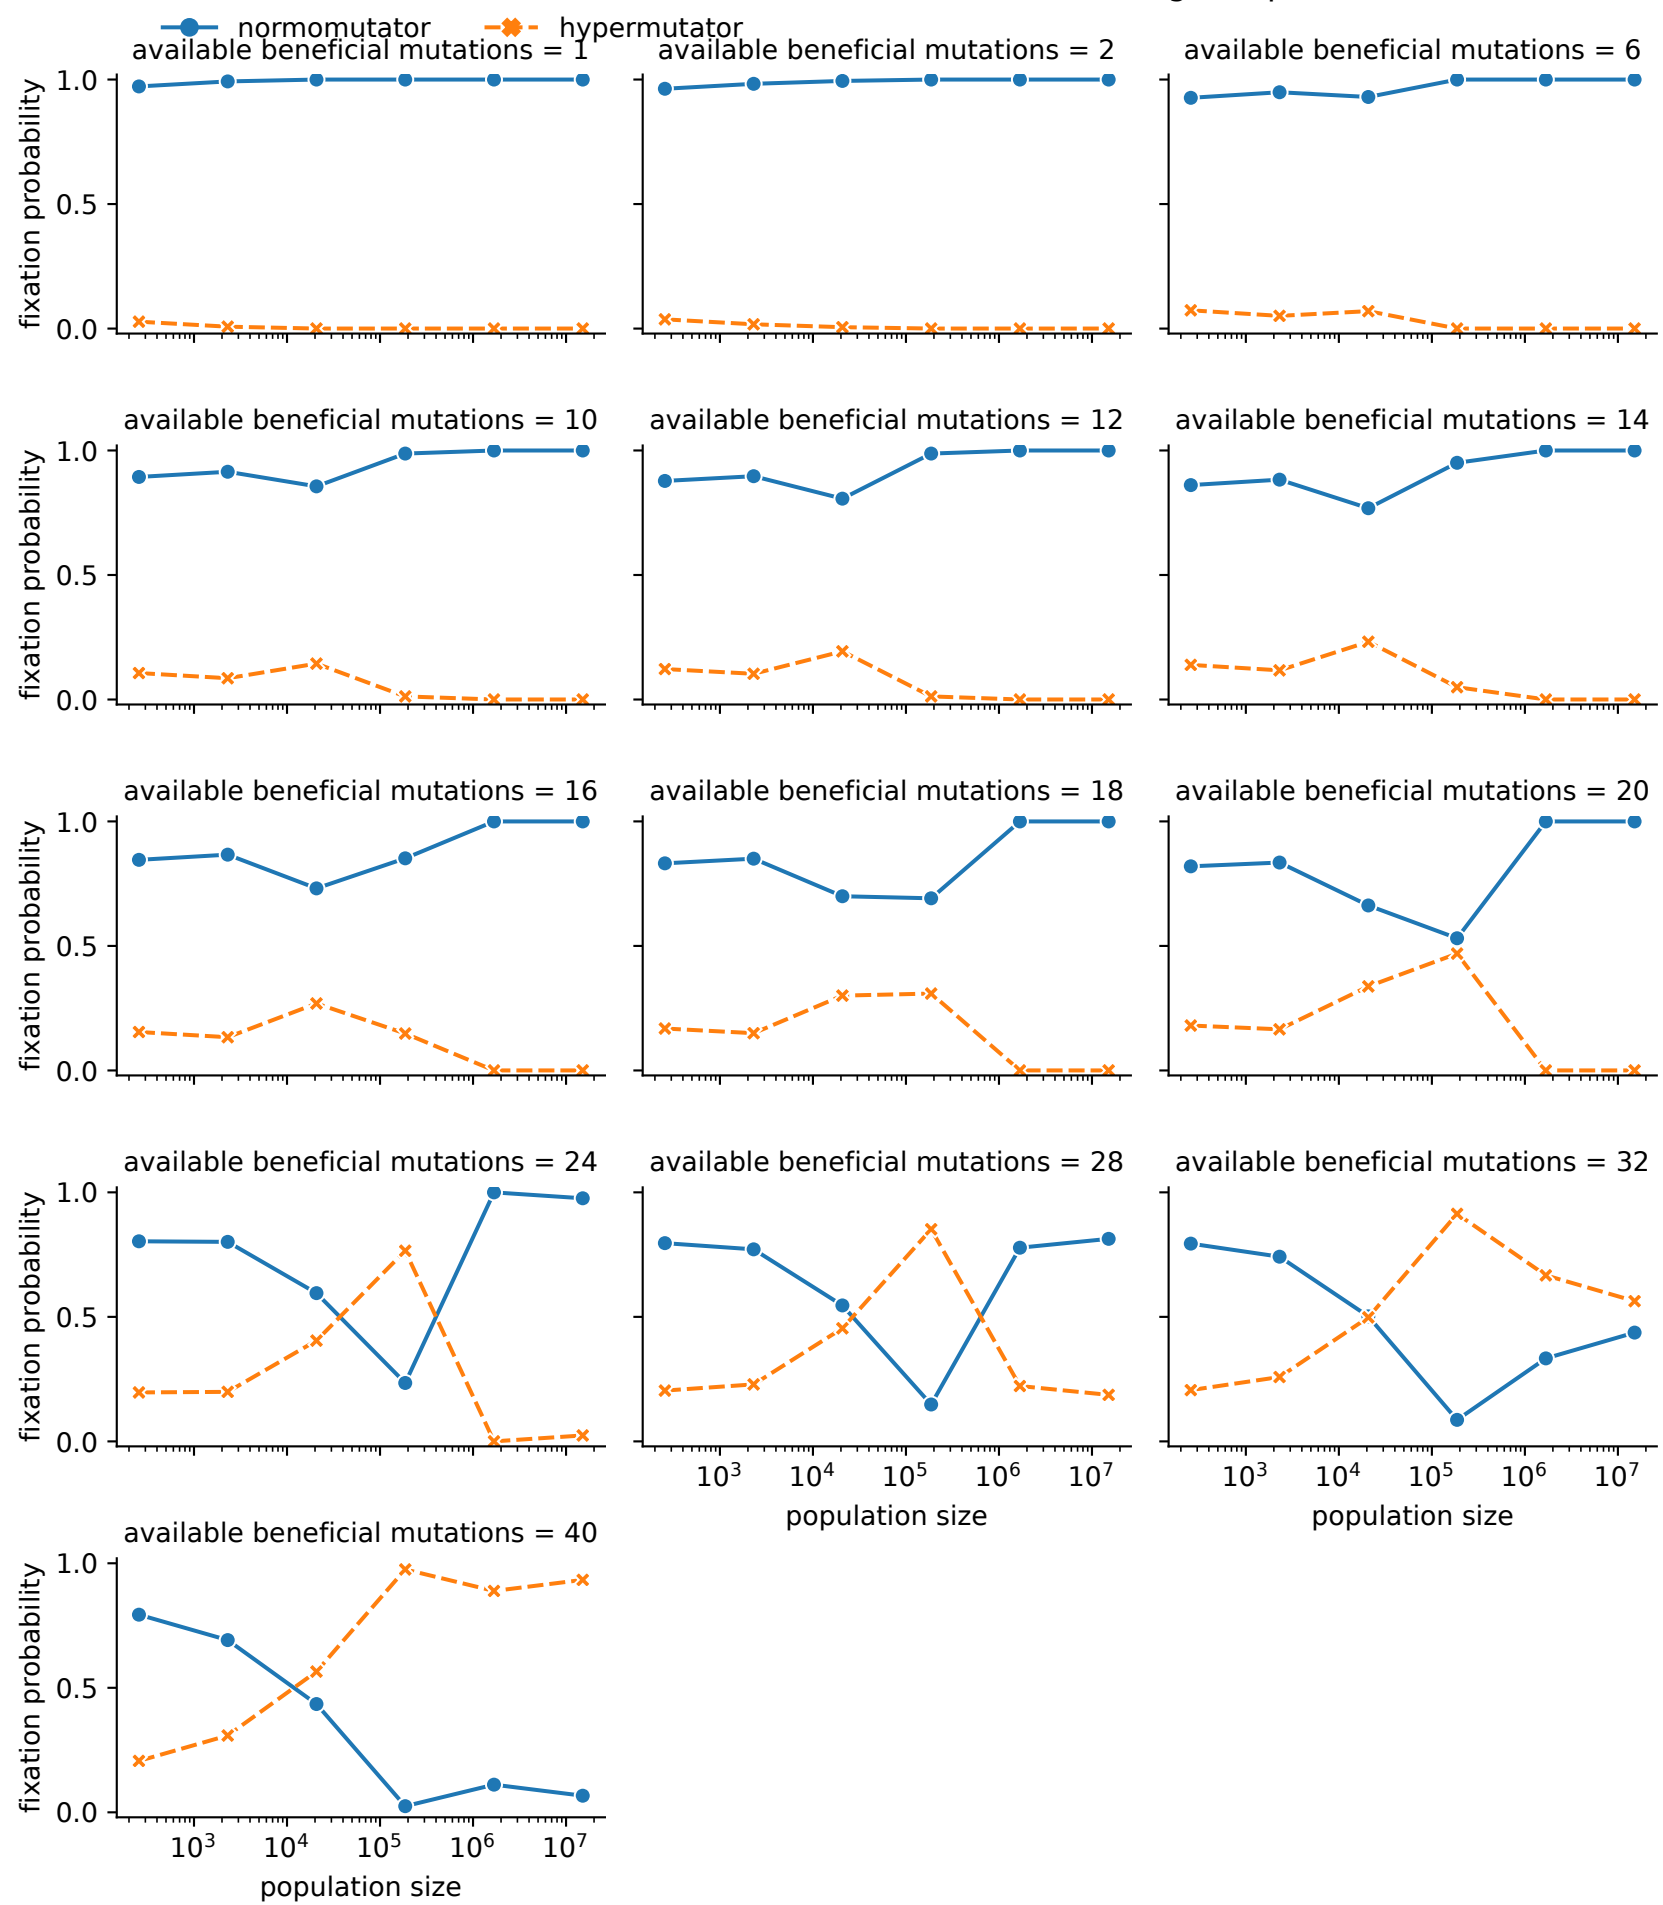 normomutator hypermutator
available beneficial mutations = 1 available beneficial mutations = 2 available beneficial mutations = 6
fixation probability
1.0
0.5
0.0
available beneficial mutations = 10 available beneficial mutations = 12 available beneficial mutations = 14
fixation probability
1.0
0.5
0.0
available beneficial mutations = 16 available beneficial mutations = 18 available beneficial mutations = 20
fixation probability
1.0
0.5
0.0
available beneficial mutations = 24 available beneficial mutations = 28 available beneficial mutations = 32
fixation probability
1.0
0.5
0.0
10³ 10⁴ 10⁵ 10⁶ 10⁷ 10³ 10⁴ 10⁵ 10⁶ 10⁷
population size population size
available beneficial mutations = 40
fixation probability
1.0
0.5
0.0
10³ 10⁴ 10⁵ 10⁶ 10⁷
population size